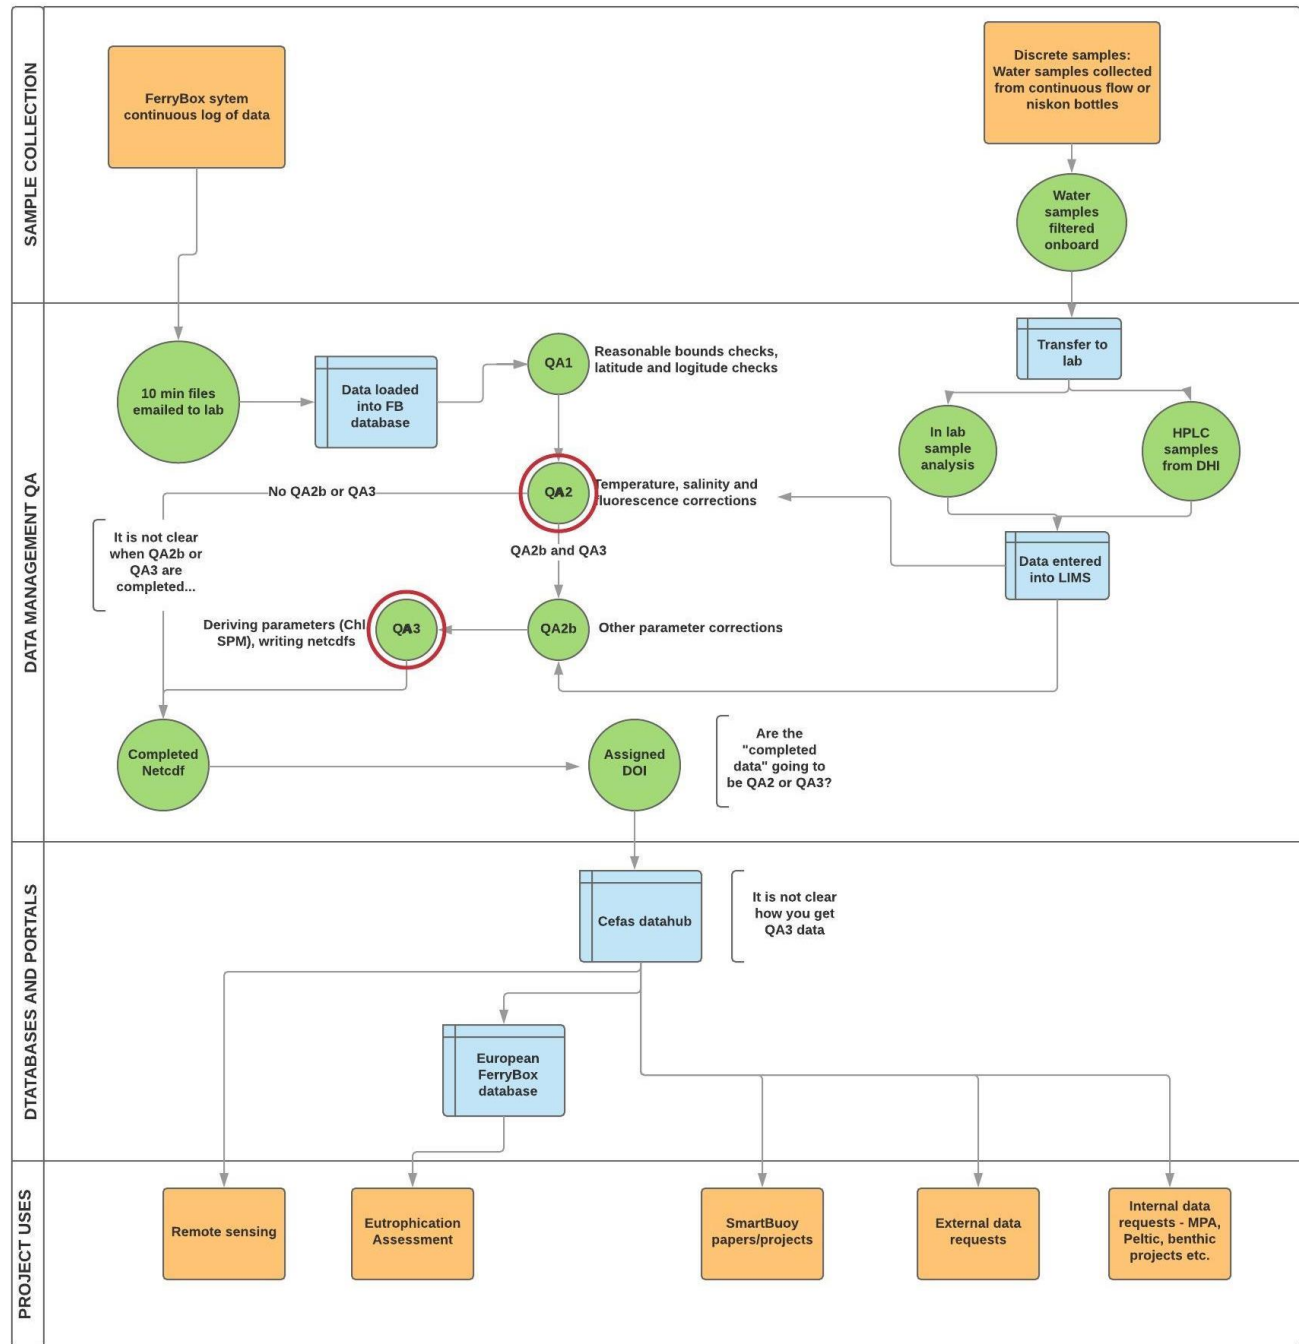 SAMPLE COLLECTION
FerryBox sytem
continuous log of data
Discrete samples:
Water samples collected
from continuous flow or
niskon bottles
Water
samples
filtered
onboard
DATA MANAGEMENT QA
10 min files
emailed to lab
Data loaded
into FB
database
QA1
Reasonable bounds checks,
latitude and logitude checks
Transfer to
lab
In lab
sample
analysis
HPLC
samples
from DHI
No QA2b or QA3
QA2
Temperature, salinity and
fluorescence corrections
It is not clear
when QA2b or
QA3 are
completed...
QA2b and QA3
Data entered
into LIMS
Deriving parameters (Chl
SPM), writing netcdfs
QA3
QA2b
Other parameter corrections
Completed
Netcdf
Assigned
DOI
Are the
"completed
data" going to
be QA2 or QA3?
DTATABASES AND PORTALS
Cefas datahub
It is not clear
how you get
QA3 data
European
FerryBox
database
PROJECT USES
Remote sensing
Eutrophication
Assessment
SmartBuoy
papers/projects
External data
requests
Internal data
requests - MPA,
Peltic, benthic
projects etc.